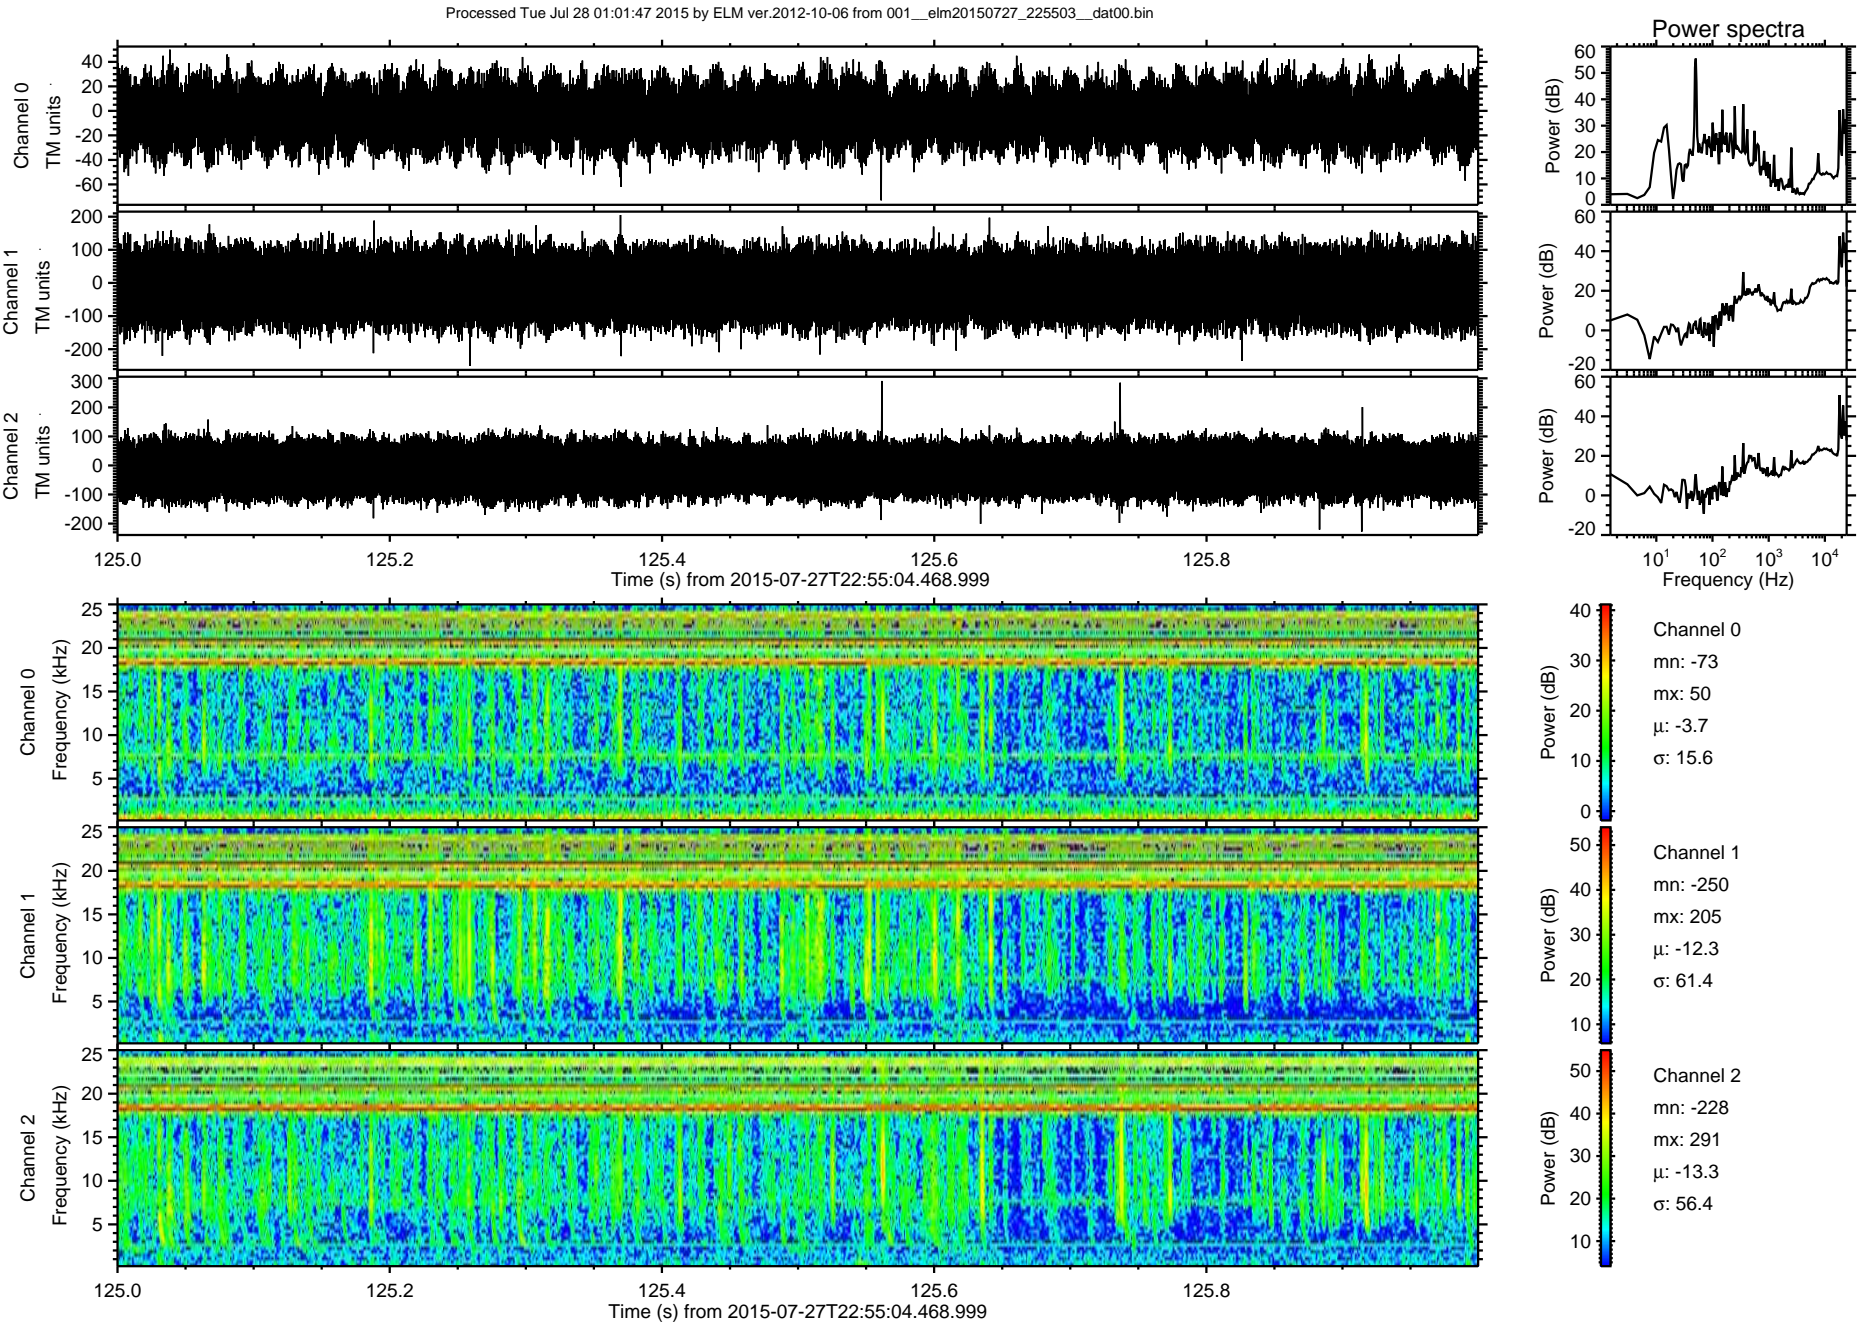 Processed Tue Jul 28 01:01:47 2015 by ELM ver.2012-10-06 from 001__elm20150727_225503__dat00.bin
Power spectra
Channel 0
TM units
40
20
0
-20
-40
-60
Power (dB)
60
50
40
30
20
10
0
Channel 1
TM units
200
100
0
-100
-200
Power (dB)
60
40
20
0
-20
Channel 2
TM units
300
200
100
0
-100
-200
Power (dB)
60
40
20
0
-20
125.0 125.2 125.4 125.6 125.8
Time (s) from 2015-07-27T22:55:04.468.999
10¹ 10² 10³ 10⁴
Frequency (Hz)
Channel 0
Frequency (kHz)
25
20
15
10
5
Power (dB)
40
30
20
10
0
Channel 0
mn: -73
mx: 50
μ: -3.7
σ: 15.6
Channel 1
Frequency (kHz)
25
20
15
10
5
Power (dB)
50
40
30
20
10
Channel 1
mn: -250
mx: 205
μ: -12.3
σ: 61.4
Channel 2
Frequency (kHz)
25
20
15
10
5
Power (dB)
50
40
30
20
10
Channel 2
mn: -228
mx: 291
μ: -13.3
σ: 56.4
125.0 125.2 125.4 125.6 125.8
Time (s) from 2015-07-27T22:55:04.468.999